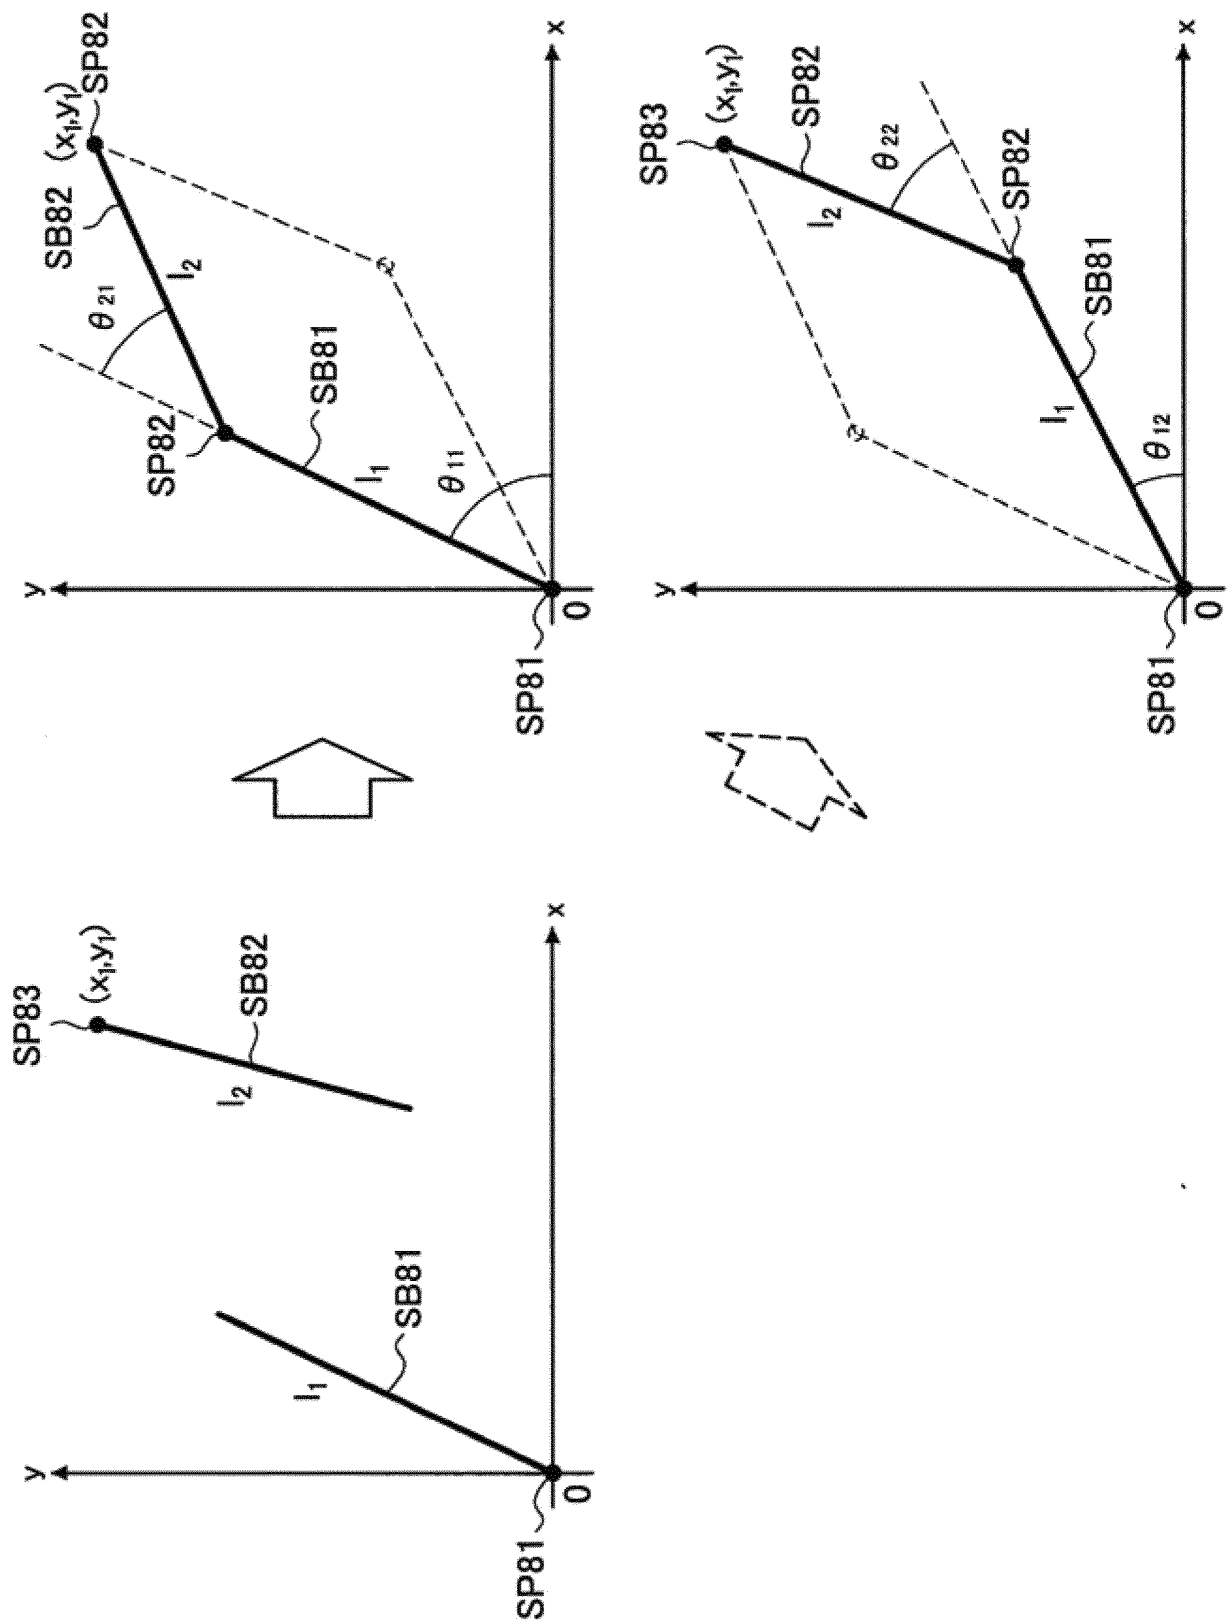 SP83
y
(x₁,y₁)
l₂
SB82
l₁
SB81
SP81
0
x
y
θ₂₁
SB82
(x₁,y₁)
SP82
SP82
l₂
SB81
l₁
θ₁₁
SP81
0
x
SP83
y
(x₁,y₁)
SP82
l₂
θ₂₂
SP82
SB81
l₁
θ₁₂
SP81
0
x